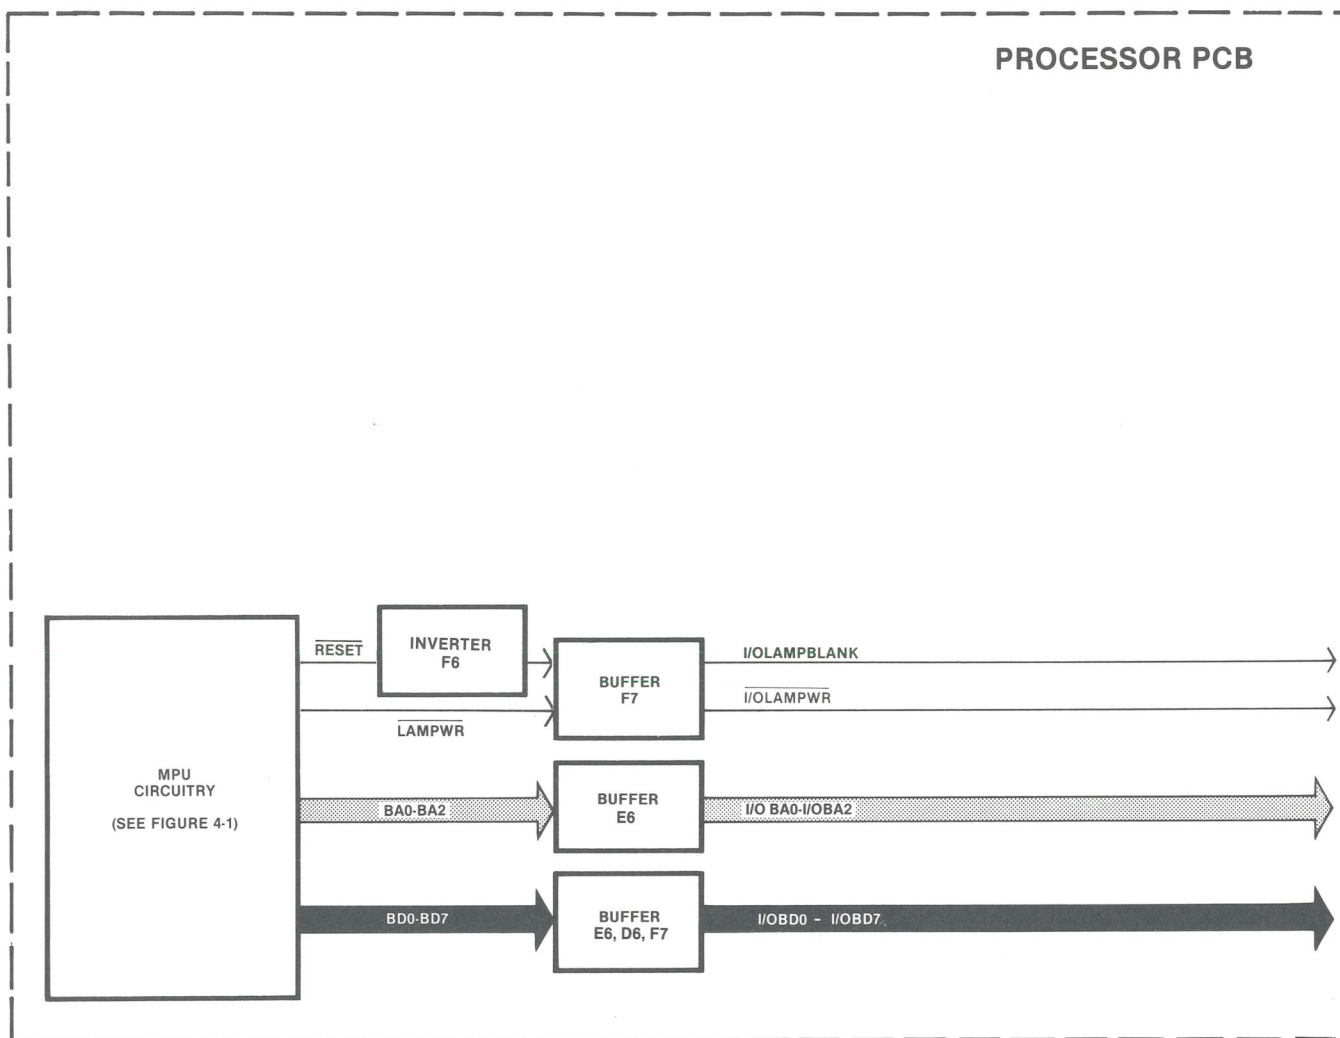 PROCESSOR PCB
RESET
INVERTER
F6
LAMPWR
BUFFER
F7
I/OLAMPBLANK
I/OLAMPWR
MPU
CIRCUITRY
(SEE FIGURE 4-1)
BA0-BA2
BUFFER
E6
I/O BA0-I/OBA2
BD0-BD7
BUFFER
E6, D6, F7
I/OBD0 - I/OBD7